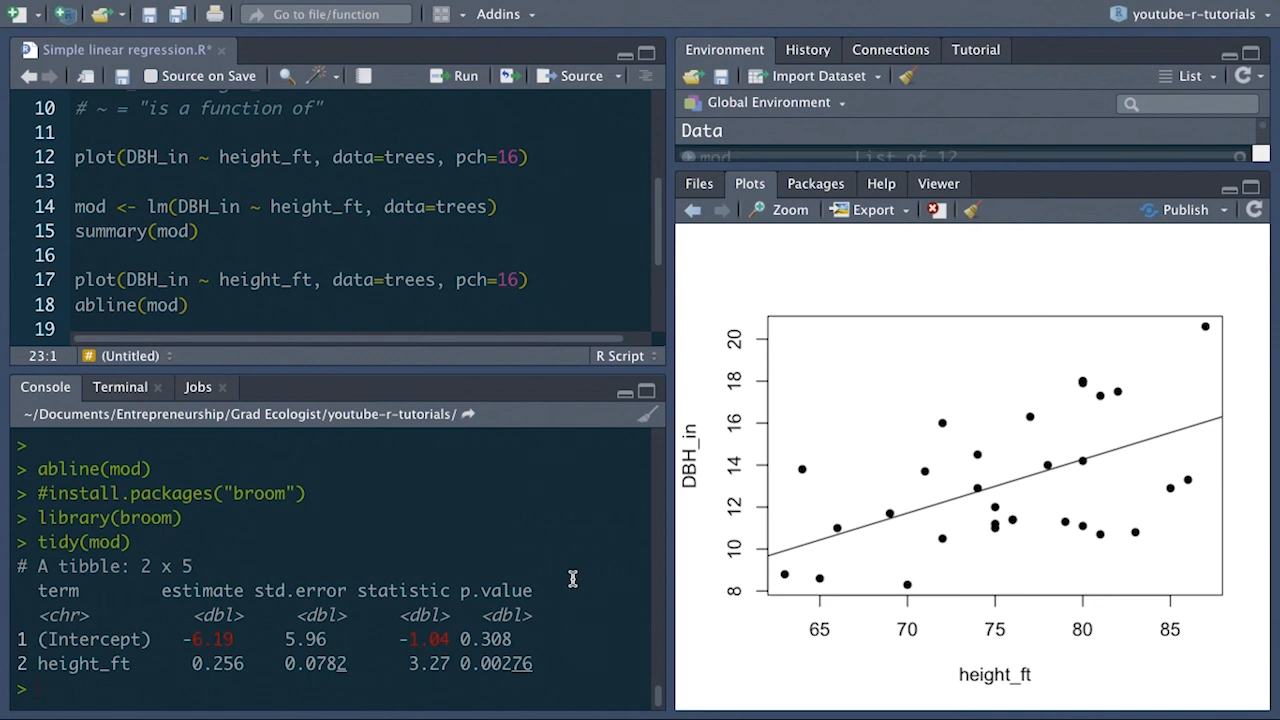 Go to file/function
Addins
youtube-r-tutorials
Simple linear regression.R*
Source on Save
Run
Source
10 # ~ = "is a function of"
11
12 plot(DBH_in ~ height_ft, data=trees, pch=16)
13
14 mod <- lm(DBH_in ~ height_ft, data=trees)
15 summary(mod)
16
17 plot(DBH_in ~ height_ft, data=trees, pch=16)
18 abline(mod)
19
23:1 # (Untitled) R Script
Console Terminal Jobs
~/Documents/Entrepreneurship/Grad Ecologist/youtube-r-tutorials/
>
> abline(mod)
> #install.packages("broom")
> library(broom)
> tidy(mod)
# A tibble: 2 x 5
term estimate std.error statistic p.value
<chr> <dbl> <dbl> <dbl> <dbl>
1 (Intercept) -6.19 5.96 -1.04 0.308
2 height_ft 0.256 0.0782 3.27 0.00276
>
Environment History Connections Tutorial
Import Dataset List
Global Environment
Data
mod List of 12
Files Plots Packages Help Viewer
Zoom Export Publish
DBH_in
20
18
16
14
12
10
8
65 70 75 80 85
height_ft